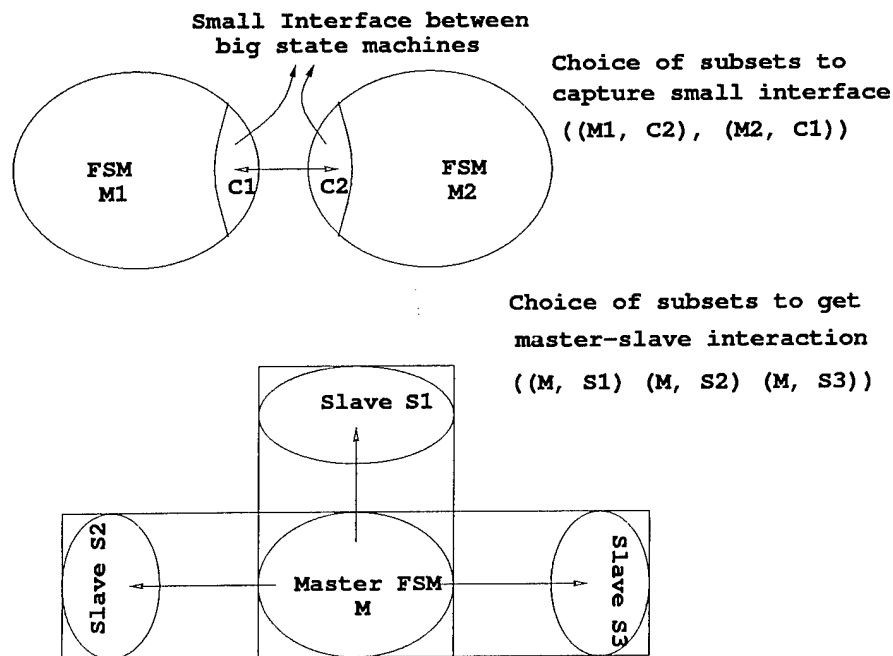 Small Interface between
big state machines
Choice of subsets to
capture small interface
((M1, C2), (M2, C1))
FSM
M1
C1
C2
FSM
M2
Choice of subsets to get
master-slave interaction
((M, S1) (M, S2) (M, S3))
Slave S1
Slave S2
Master FSM
M
Slave S3